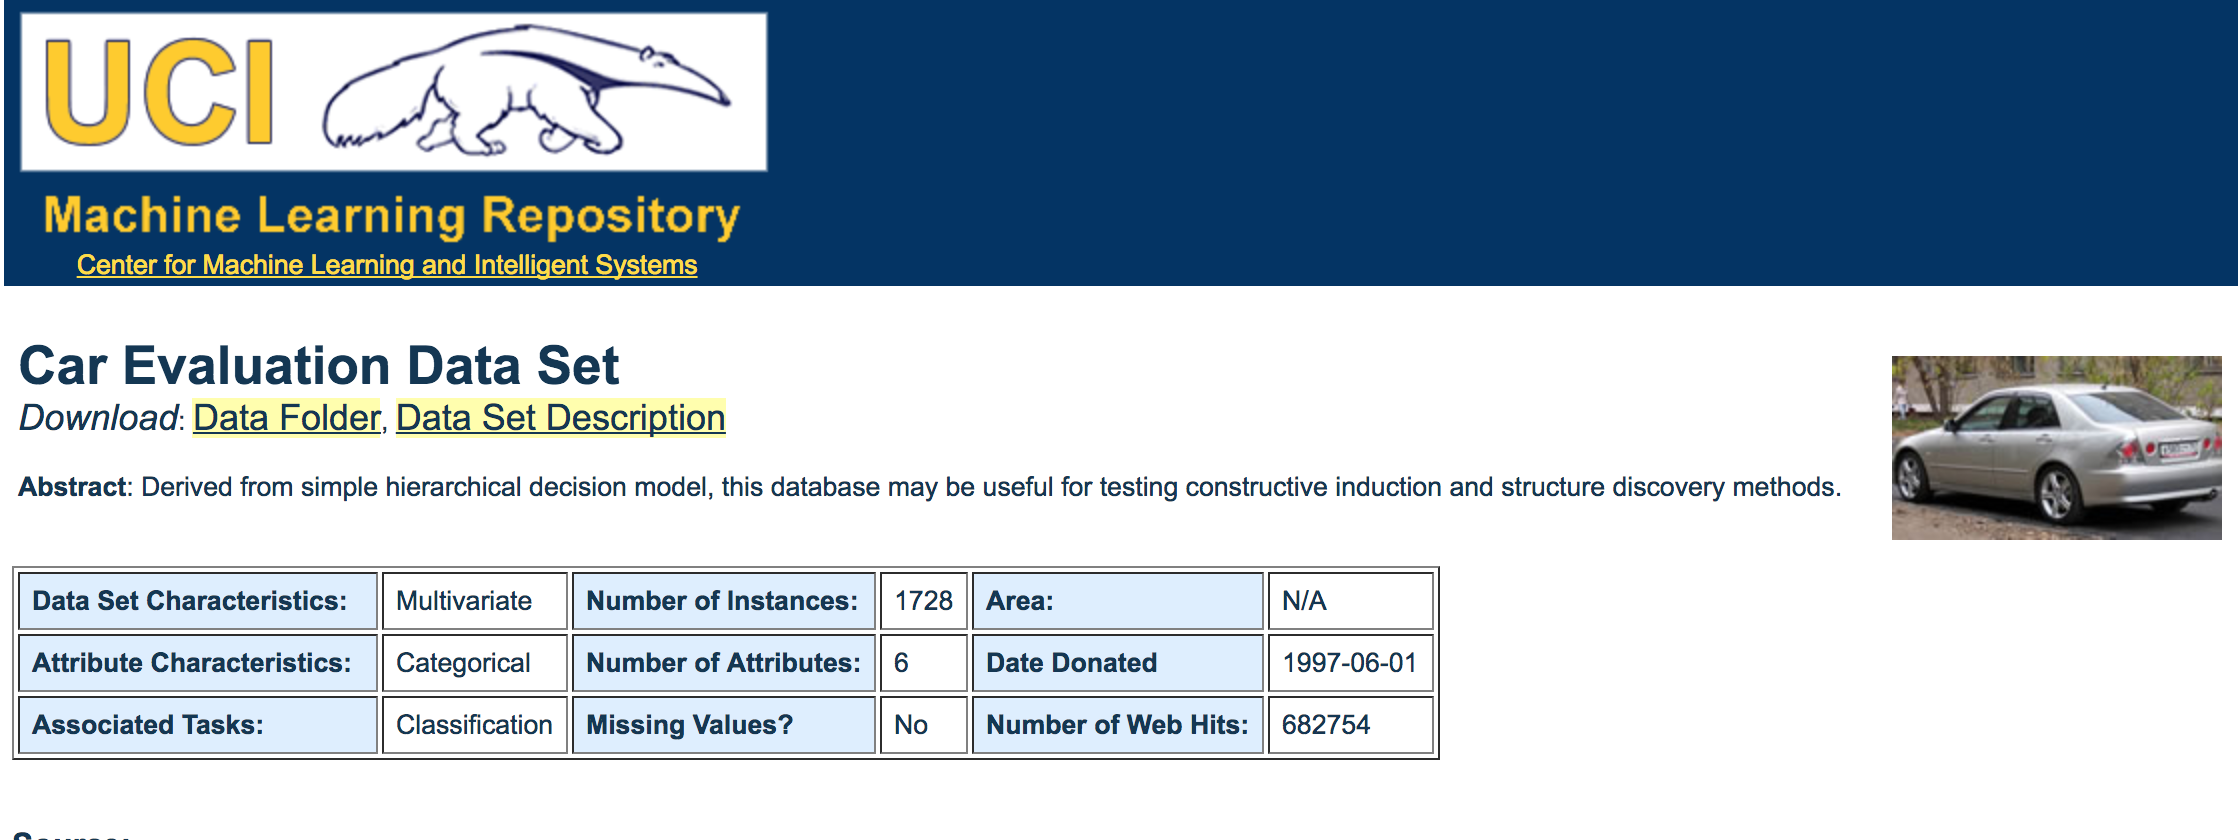 UCI
Machine Learning Repository
Center for Machine Learning and Intelligent Systems
Car Evaluation Data Set
Download: Data Folder, Data Set Description
Abstract: Derived from simple hierarchical decision model, this database may be useful for testing constructive induction and structure discovery methods.
Data Set Characteristics: Multivariate Number of Instances: 1728 Area: N/A
Attribute Characteristics: Categorical Number of Attributes: 6 Date Donated 1997-06-01
Associated Tasks: Classification Missing Values? No Number of Web Hits: 682754
Source: